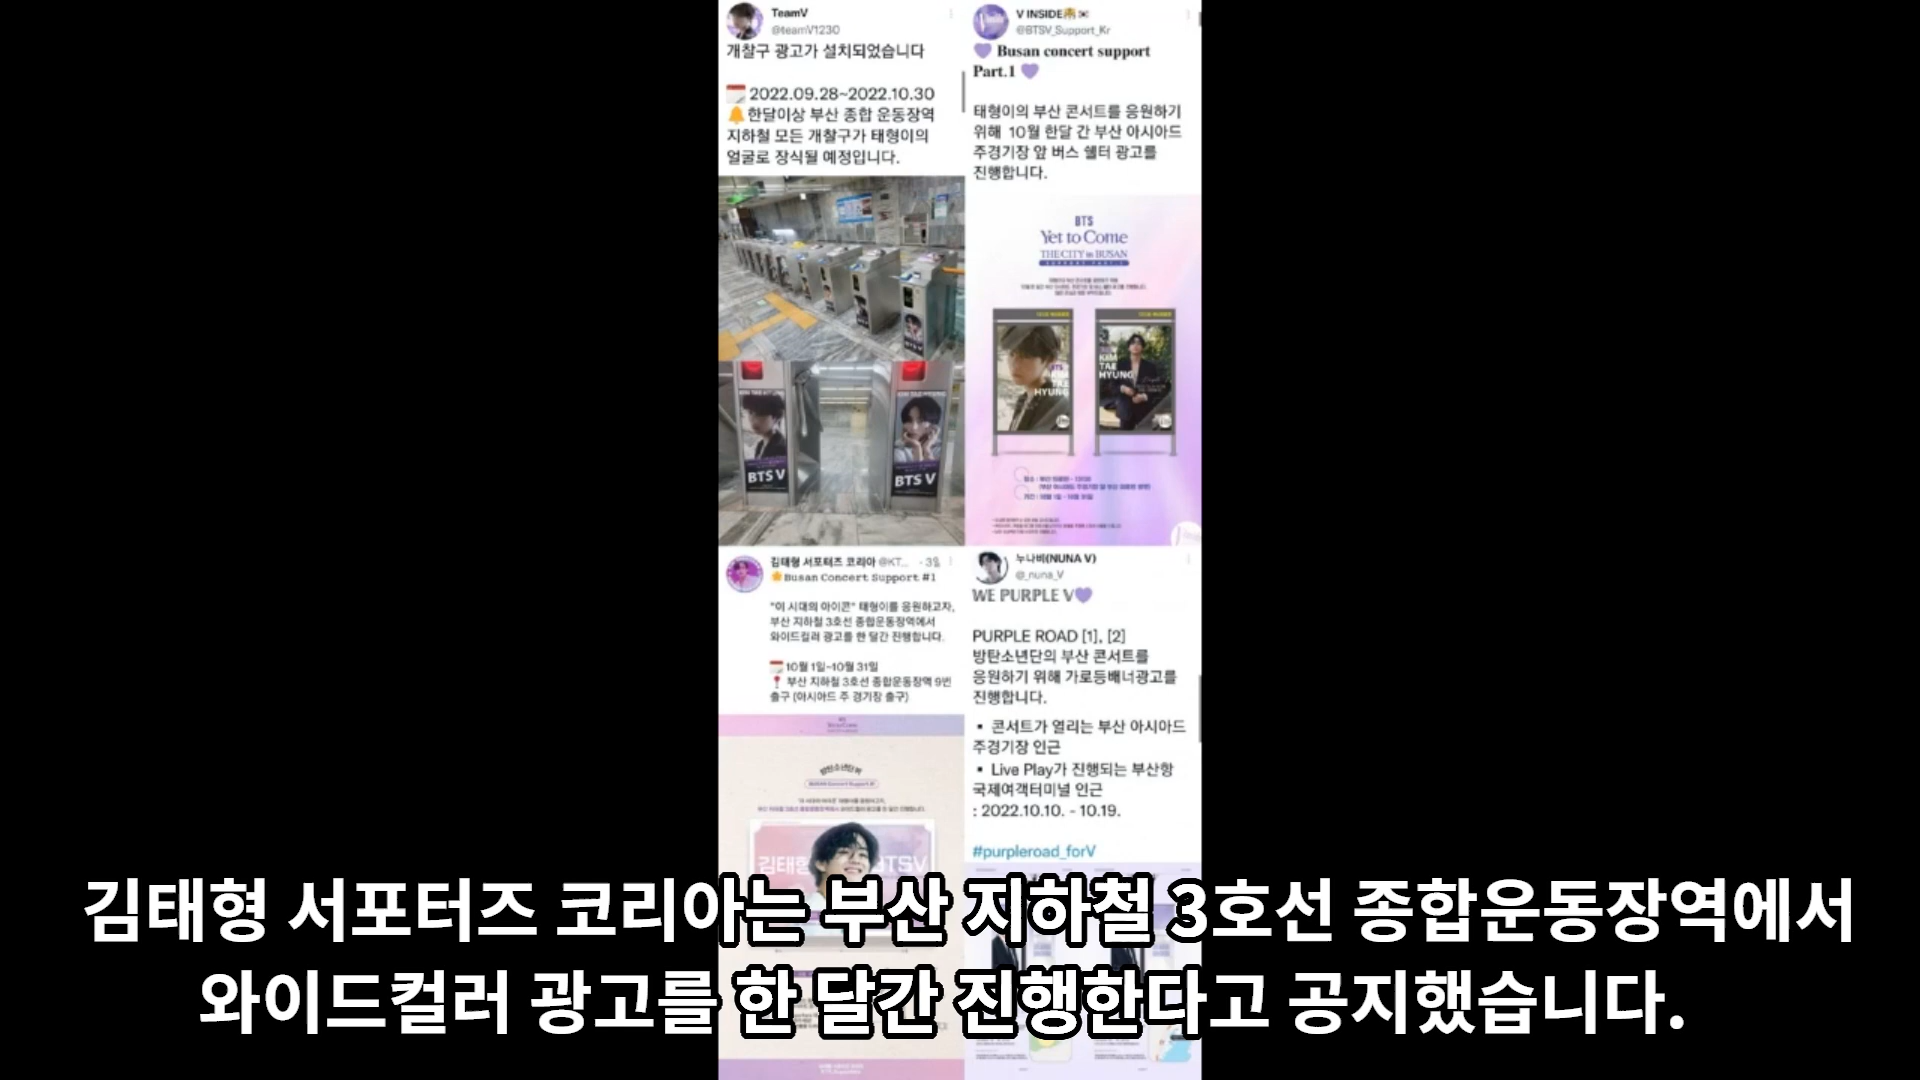 TeamV
@teamV1230
개찰구 광고가 설치되었습니다
2022.09.28~2022.10.30
한달이상 부산 종합 운동장역
지하철 모든 개찰구가 태형이의
얼굴로 장식될 예정입니다.
BTS V
BTS V
V INSIDE
@BTSV_Support_Kr
Busan concert support
Part.1
태형이의 부산 콘서트를 응원하기
위해 10월 한달 간 부산 아시아드
주경기장 앞 버스 쉘터 광고를
진행합니다.
BTS
Yet to Come
THE CITY in BUSAN
BTS
KIM
TAE
HYUNG
KIM
TAE
HYUNG
김태형 서포터즈 코리아 @KT... · 3일
Busan Concert Support #1
"이 시대의 아이콘" 태형이를 응원하고자,
부산 지하철 3호선 종합운동장역에서
와이드컬러 광고를 한 달간 진행합니다.
10월 1일~10월 31일
부산 지하철 3호선 종합운동장역 9번
출구 (아시아드 주 경기장 출구)
방탄소년단 뷔
김태형 BTSV
누나비(NUNA V)
@_nuna_V
WE PURPLE V
PURPLE ROAD [1], [2]
방탄소년단의 부산 콘서트를
응원하기 위해 가로등배너광고를
진행합니다.
▪ 콘서트가 열리는 부산 아시아드
주경기장 인근
▪ Live Play가 진행되는 부산항
국제여객터미널 인근
: 2022.10.10. - 10.19.
#purpleroad_forV
김태형 서포터즈 코리아는 부산 지하철 3호선 종합운동장역에서
와이드컬러 광고를 한 달간 진행한다고 공지했습니다.